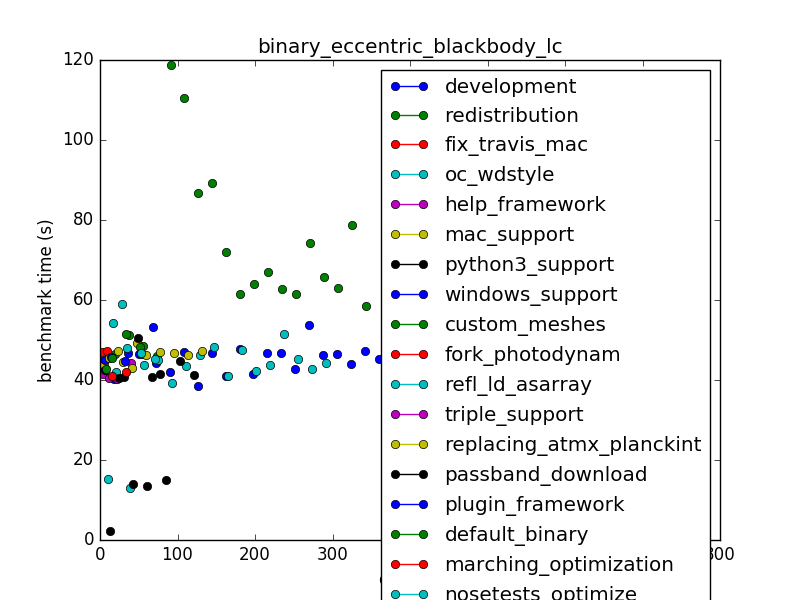 binary_eccentric_blackbody_lc
benchmark time (s)
120
100
80
60
40
20
0
0 100 200 300
development
redistribution
fix_travis_mac
oc_wdstyle
help_framework
mac_support
python3_support
windows_support
custom_meshes
fork_photodynam
refl_ld_asarray
triple_support
replacing_atmx_planckint
passband_download
plugin_framework
default_binary
marching_optimization
nosetests_optimize